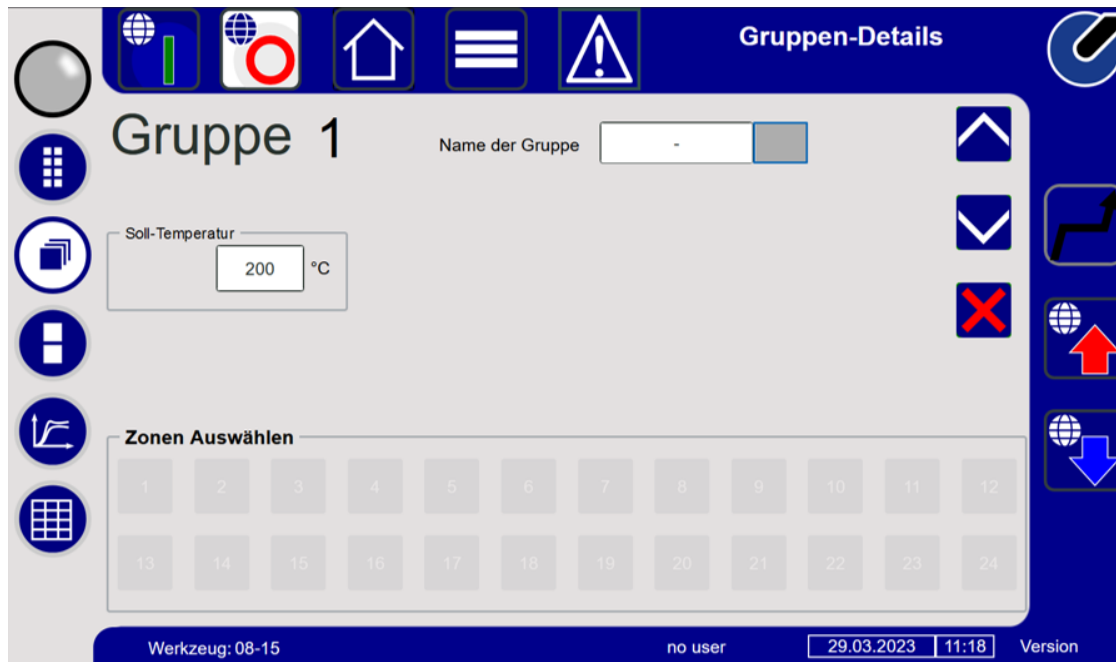 Gruppen-Details
Gruppe 1
Name der Gruppe -
Soll-Temperatur
200 °C
Zonen Auswählen
1 2 3 4 5 6 7 8 9 10 11 12
13 14 15 16 17 18 19 20 21 22 23 24
Werkzeug: 08-15 no user 29.03.2023 11:18 Version